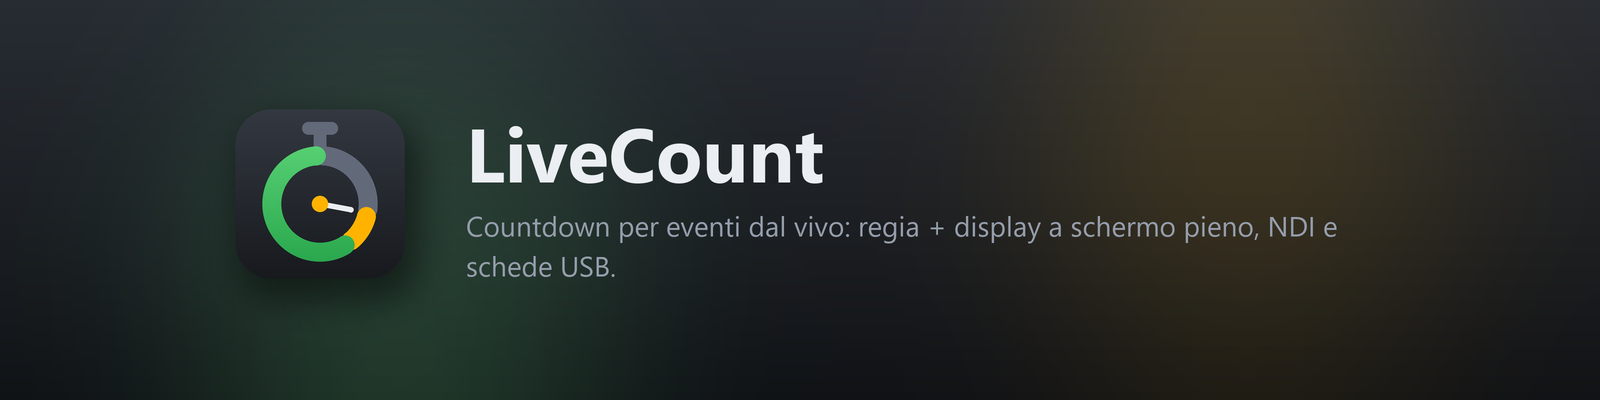 LiveCount
Countdown per eventi dal vivo: regia + display a schermo pieno, NDI e
schede USB.